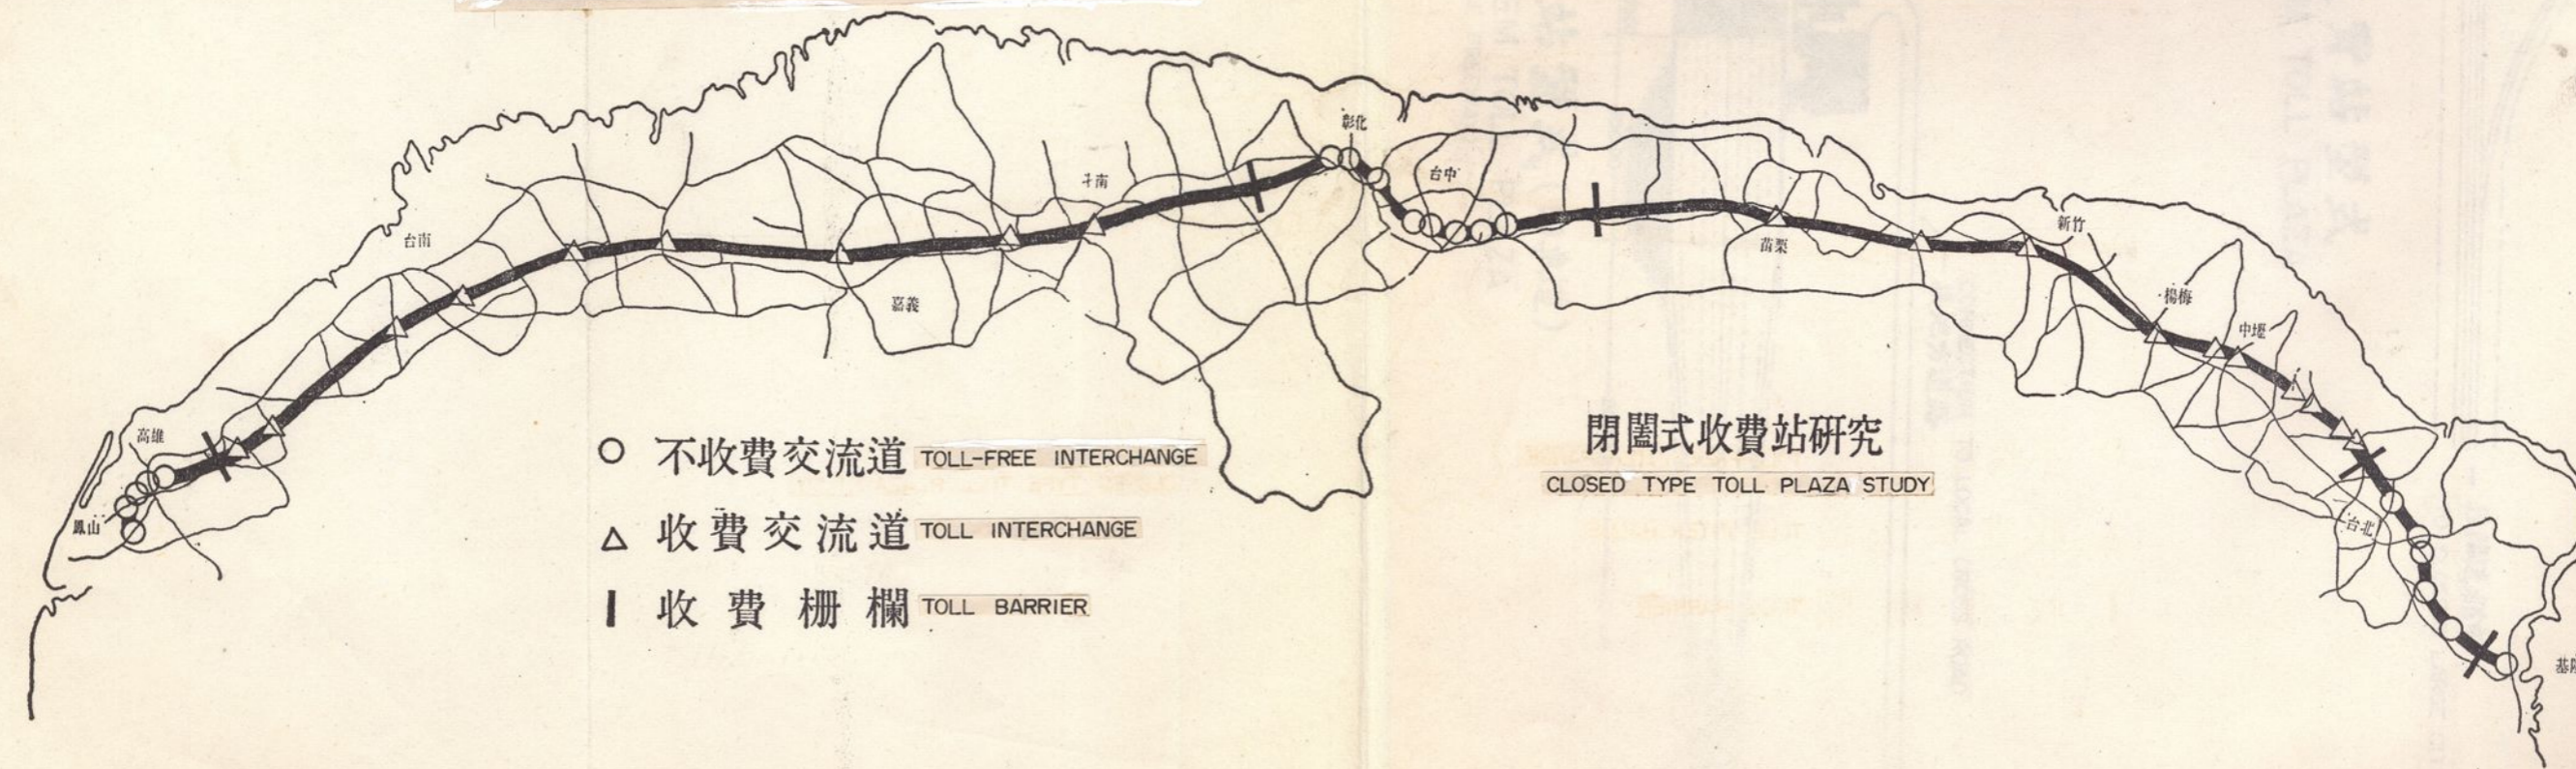 彰化
台中
斗南
台南
新竹
苗栗
嘉義
楊梅
中壢
高雄
鳳山
台北
閉闔式收費站研究
CLOSED TYPE TOLL PLAZA STUDY
不收費交流道 TOLL-FREE INTERCHANGE
收費交流道 TOLL INTERCHANGE
收費柵欄 TOLL BARRIER